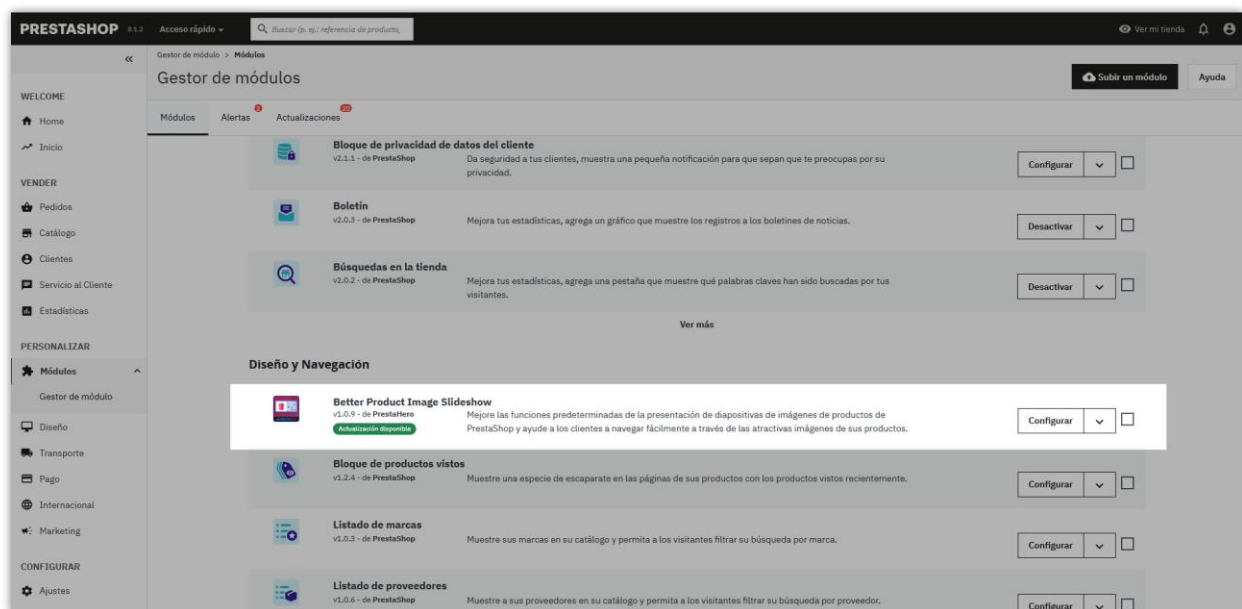 PRESTASHOP 8.1.2 Acceso rápido Buscar (p. ej.: referencia de producto, Ver mi tienda
Gestor de módulo > Módulos
Gestor de módulos
Subir un módulo Ayuda
Módulos Alertas 3 Actualizaciones
WELCOME
Home
Inicio
VENDER
Pedidos
Catálogo
Clientes
Servicio al Cliente
Estadísticas
PERSONALIZAR
Módulos
Gestor de módulo
Diseño
Transporte
Pago
Internacional
Marketing
CONFIGURAR
Ajustes
Bloque de privacidad de datos del cliente
v2.1.1 - de PrestaShop
Da seguridad a tus clientes, muestra una pequeña notificación para que sepan que te preocupas por su
privacidad.
Configurar
Boletín
v2.0.3 - de PrestaShop
Mejora tus estadísticas, agrega un gráfico que muestre los registros a los boletines de noticias.
Desactivar
Búsquedas en la tienda
v2.0.2 - de PrestaShop
Mejora tus estadísticas, agrega una pestaña que muestre qué palabras claves han sido buscadas por tus
visitantes.
Desactivar
Ver más
Diseño y Navegación
Better Product Image Slideshow
v1.0.9 - de PrestaHero
Actualización disponible
Mejore las funciones predeterminadas de la presentación de diapositivas de imágenes de productos de
PrestaShop y ayude a los clientes a navegar fácilmente a través de las atractivas imágenes de sus productos.
Configurar
Bloque de productos vistos
v1.2.4 - de PrestaShop
Muestre una especie de escaparate en las páginas de sus productos con los productos vistos recientemente.
Configurar
Listado de marcas
v1.0.3 - de PrestaShop
Muestre sus marcas en su catálogo y permita a los visitantes filtrar su búsqueda por marca.
Configurar
Listado de proveedores
v1.0.6 - de PrestaShop
Muestre a sus proveedores en su catálogo y permita a los visitantes filtrar su búsqueda por proveedor.
Configurar